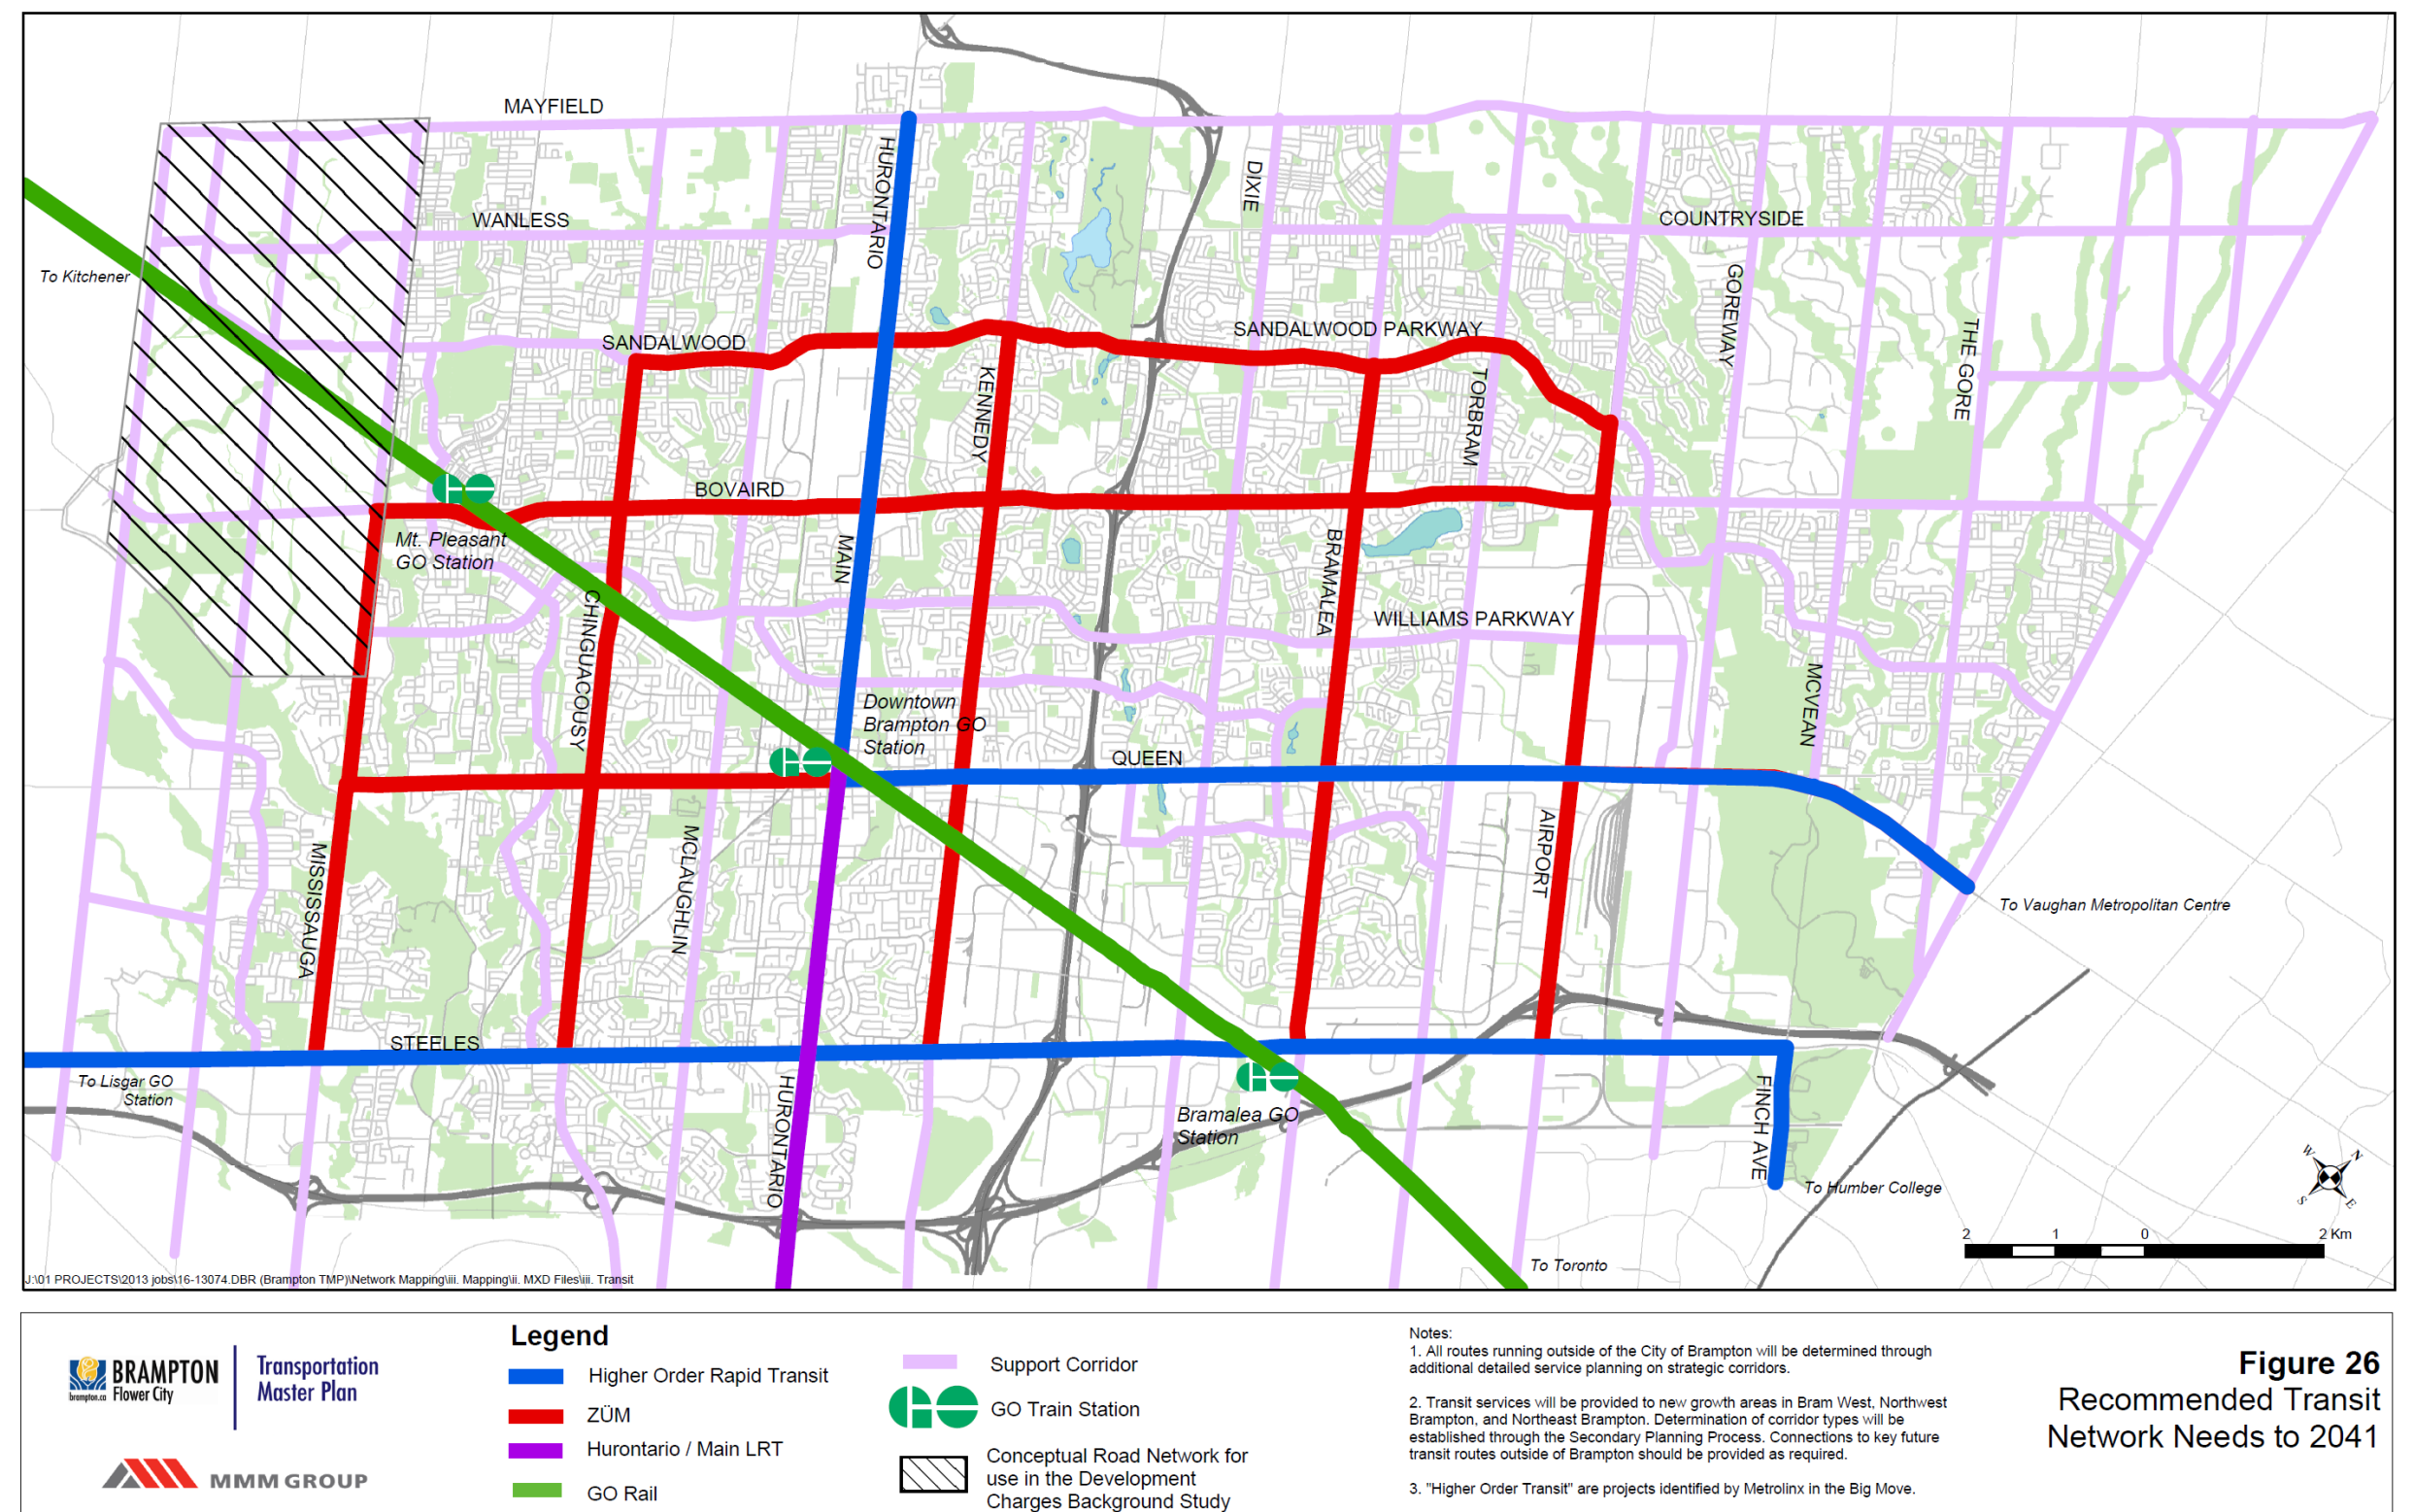 MAYFIELD
HURONTARIO
DIXIE
WANLESS
COUNTRYSIDE
To Kitchener
GOREWAY
THE GORE
SANDALWOOD
SANDALWOOD PARKWAY
KENNEDY
TORBRAM
BOVAIRD
Mt. Pleasant
GO Station
MAIN
BRAMALEA
CHINGUACOUSY
WILLIAMS PARKWAY
MCVEAN
Downtown
Brampton GO
Station
QUEEN
MISSISSAUGA
MCLAUGHLIN
AIRPORT
To Vaughan Metropolitan Centre
STEELES
To Lisgar GO
Station
HURONTARIO
Bramalea GO
Station
FINCH AVE
To Humber College
W N
S E
2 1 0 2 Km
To Toronto
J:\01 PROJECTS\2013 jobs\16-13074.DBR (Brampton TMP)\Network Mapping\iii. Mapping\ii. MXD Files\iii. Transit
BRAMPTON
brampton.ca Flower City
Transportation
Master Plan
MMM GROUP
Legend
Higher Order Rapid Transit
ZÜM
Hurontario / Main LRT
GO Rail
Support Corridor
GO Train Station
Conceptual Road Network for
use in the Development
Charges Background Study
Notes:
1. All routes running outside of the City of Brampton will be determined through
additional detailed service planning on strategic corridors.
2. Transit services will be provided to new growth areas in Bram West, Northwest
Brampton, and Northeast Brampton. Determination of corridor types will be
established through the Secondary Planning Process. Connections to key future
transit routes outside of Brampton should be provided as required.
3. "Higher Order Transit" are projects identified by Metrolinx in the Big Move.
Figure 26
Recommended Transit
Network Needs to 2041